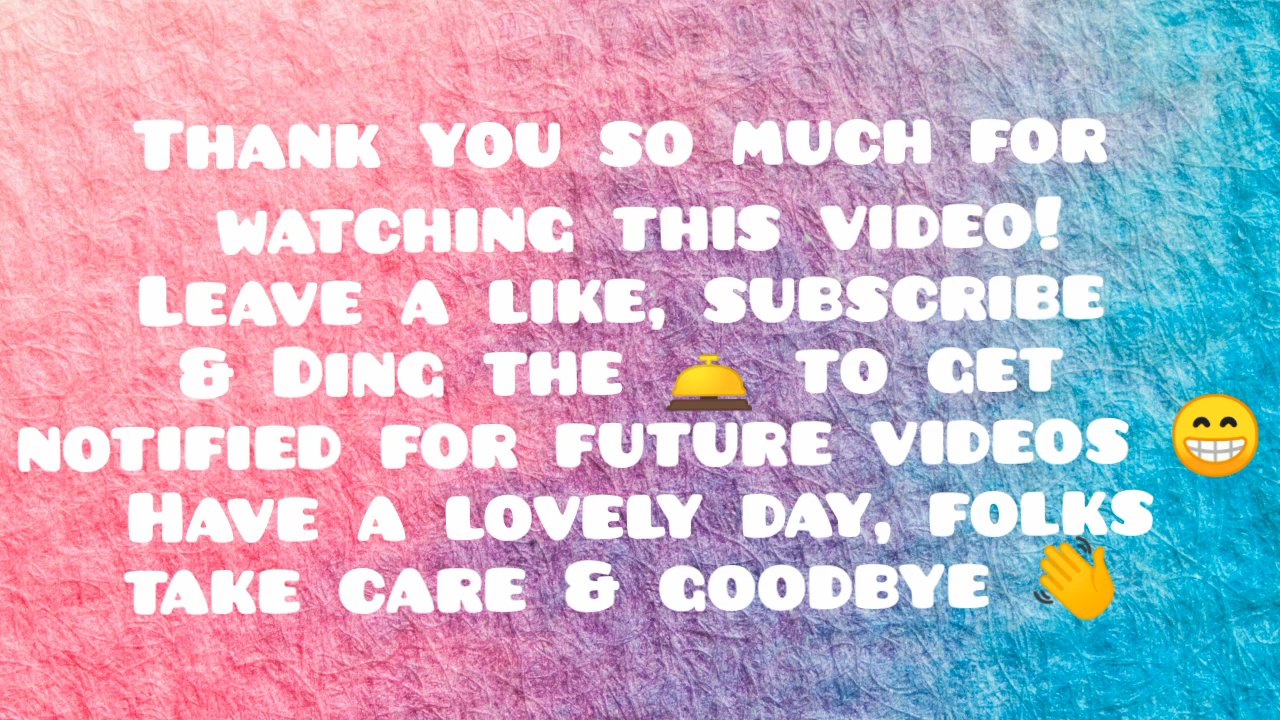 Thank you so much for
watching this video!
Leave a like, subscribe
& Ding the 🛎️ to get
notified for future videos 😁
Have a lovely day, folks
take care & goodbye 👋